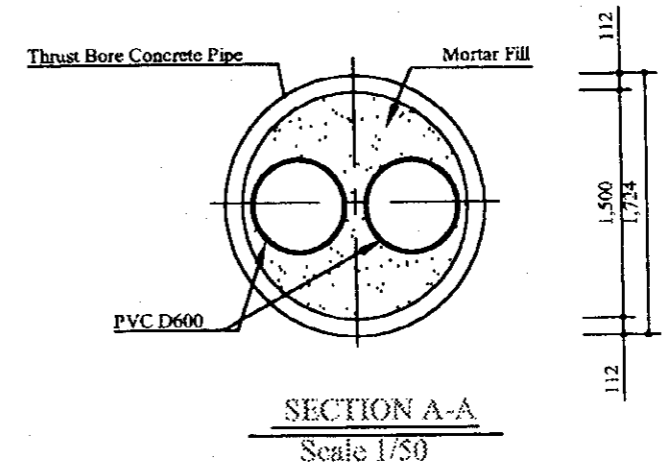 Thrust Bore Concrete Pipe
Mortar Fill
112
1,500
1,724
112
PVC D600
SECTION A-A
Scale 1/50